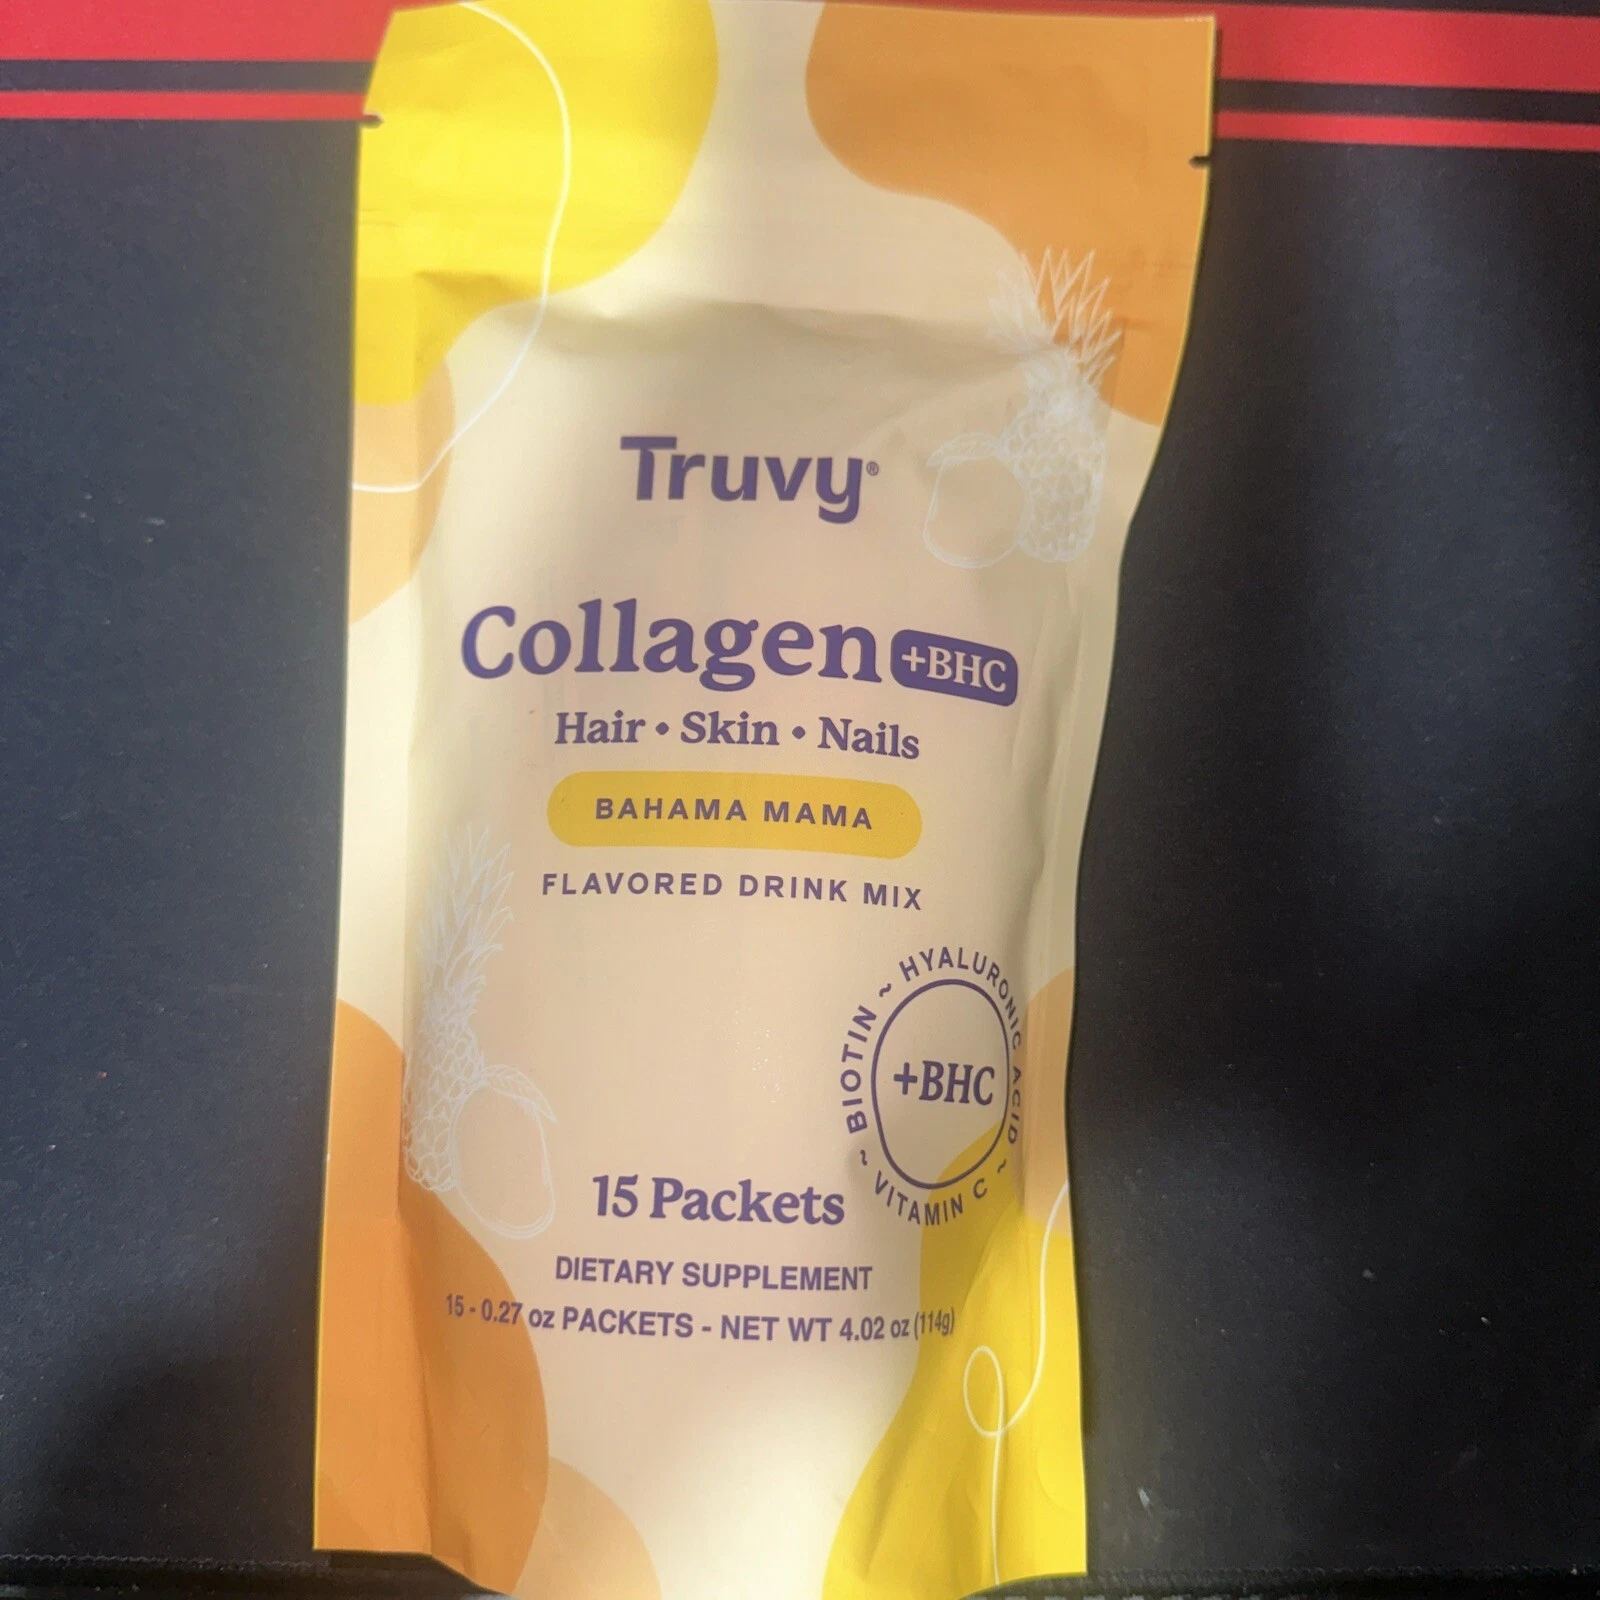 Truvy®
Collagen +BHC
Hair • Skin • Nails
BAHAMA MAMA
FLAVORED DRINK MIX
BIOTIN ~ HYALURONIC ACID ~ VITAMIN C ~
+BHC
15 Packets
DIETARY SUPPLEMENT
15 - 0.27 oz PACKETS - NET WT 4.02 oz (114g)